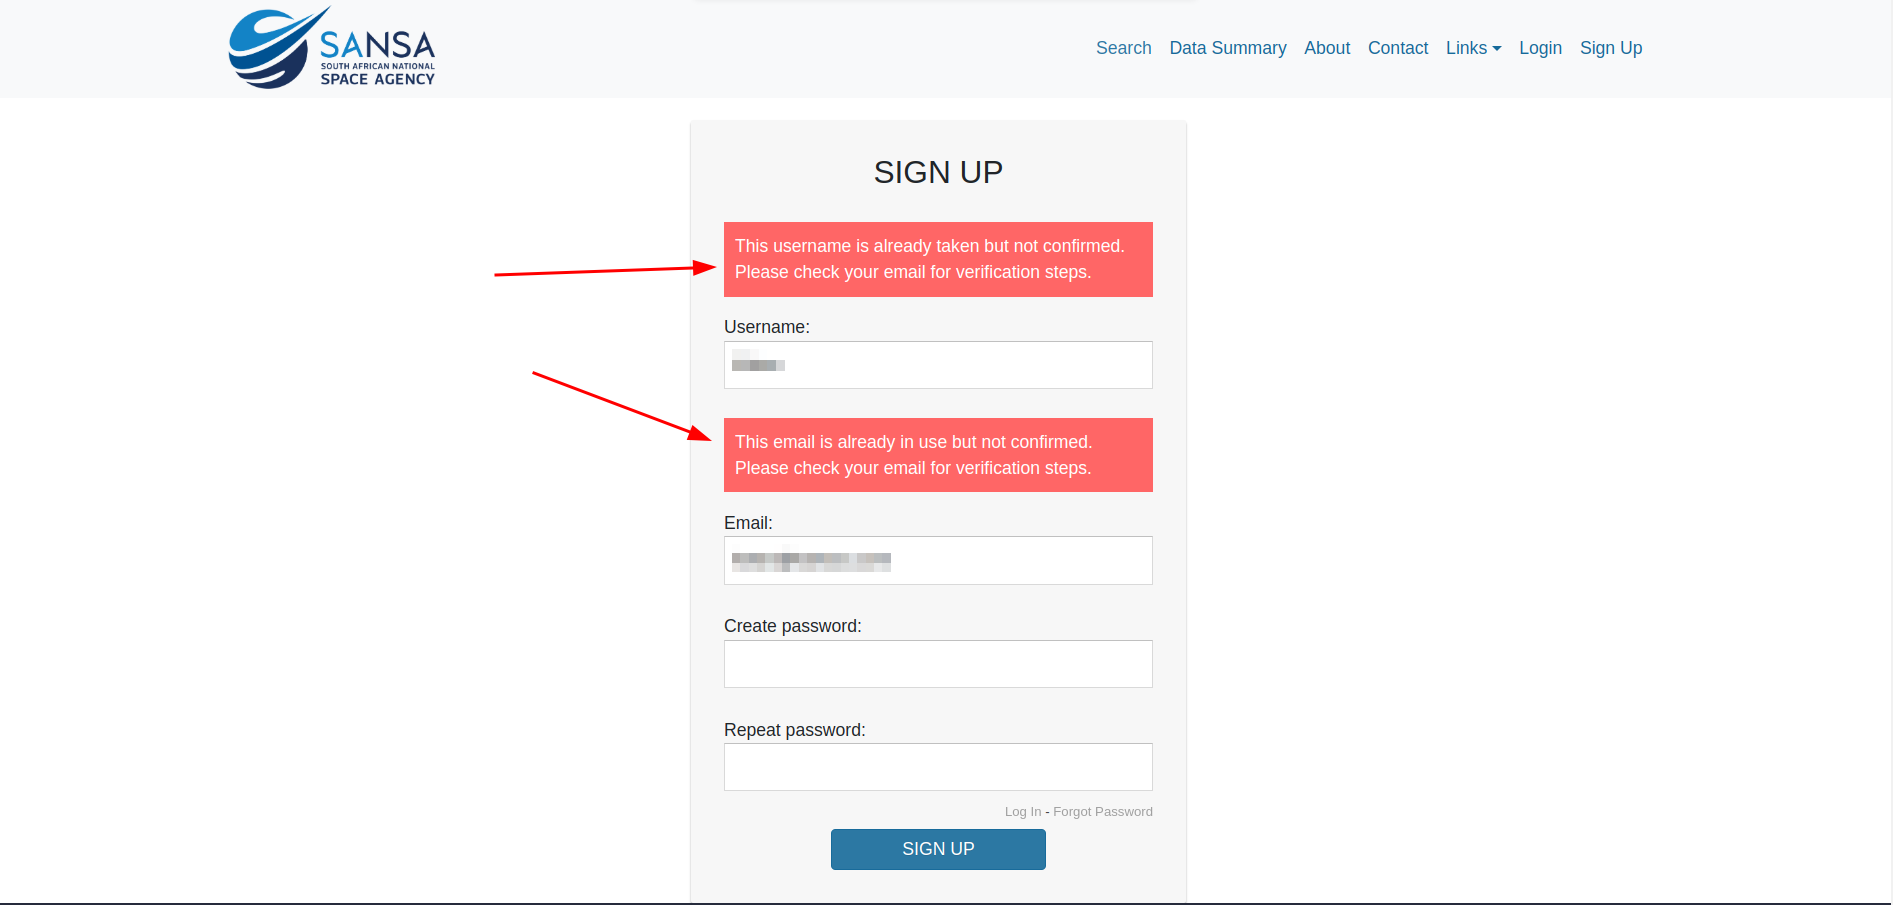 SANSA
SOUTH AFRICAN NATIONAL
SPACE AGENCY
Search Data Summary About Contact Links Login Sign Up
SIGN UP
This username is already taken but not confirmed.
Please check your email for verification steps.
Username:
This email is already in use but not confirmed.
Please check your email for verification steps.
Email:
Create password:
Repeat password:
Log In - Forgot Password
SIGN UP